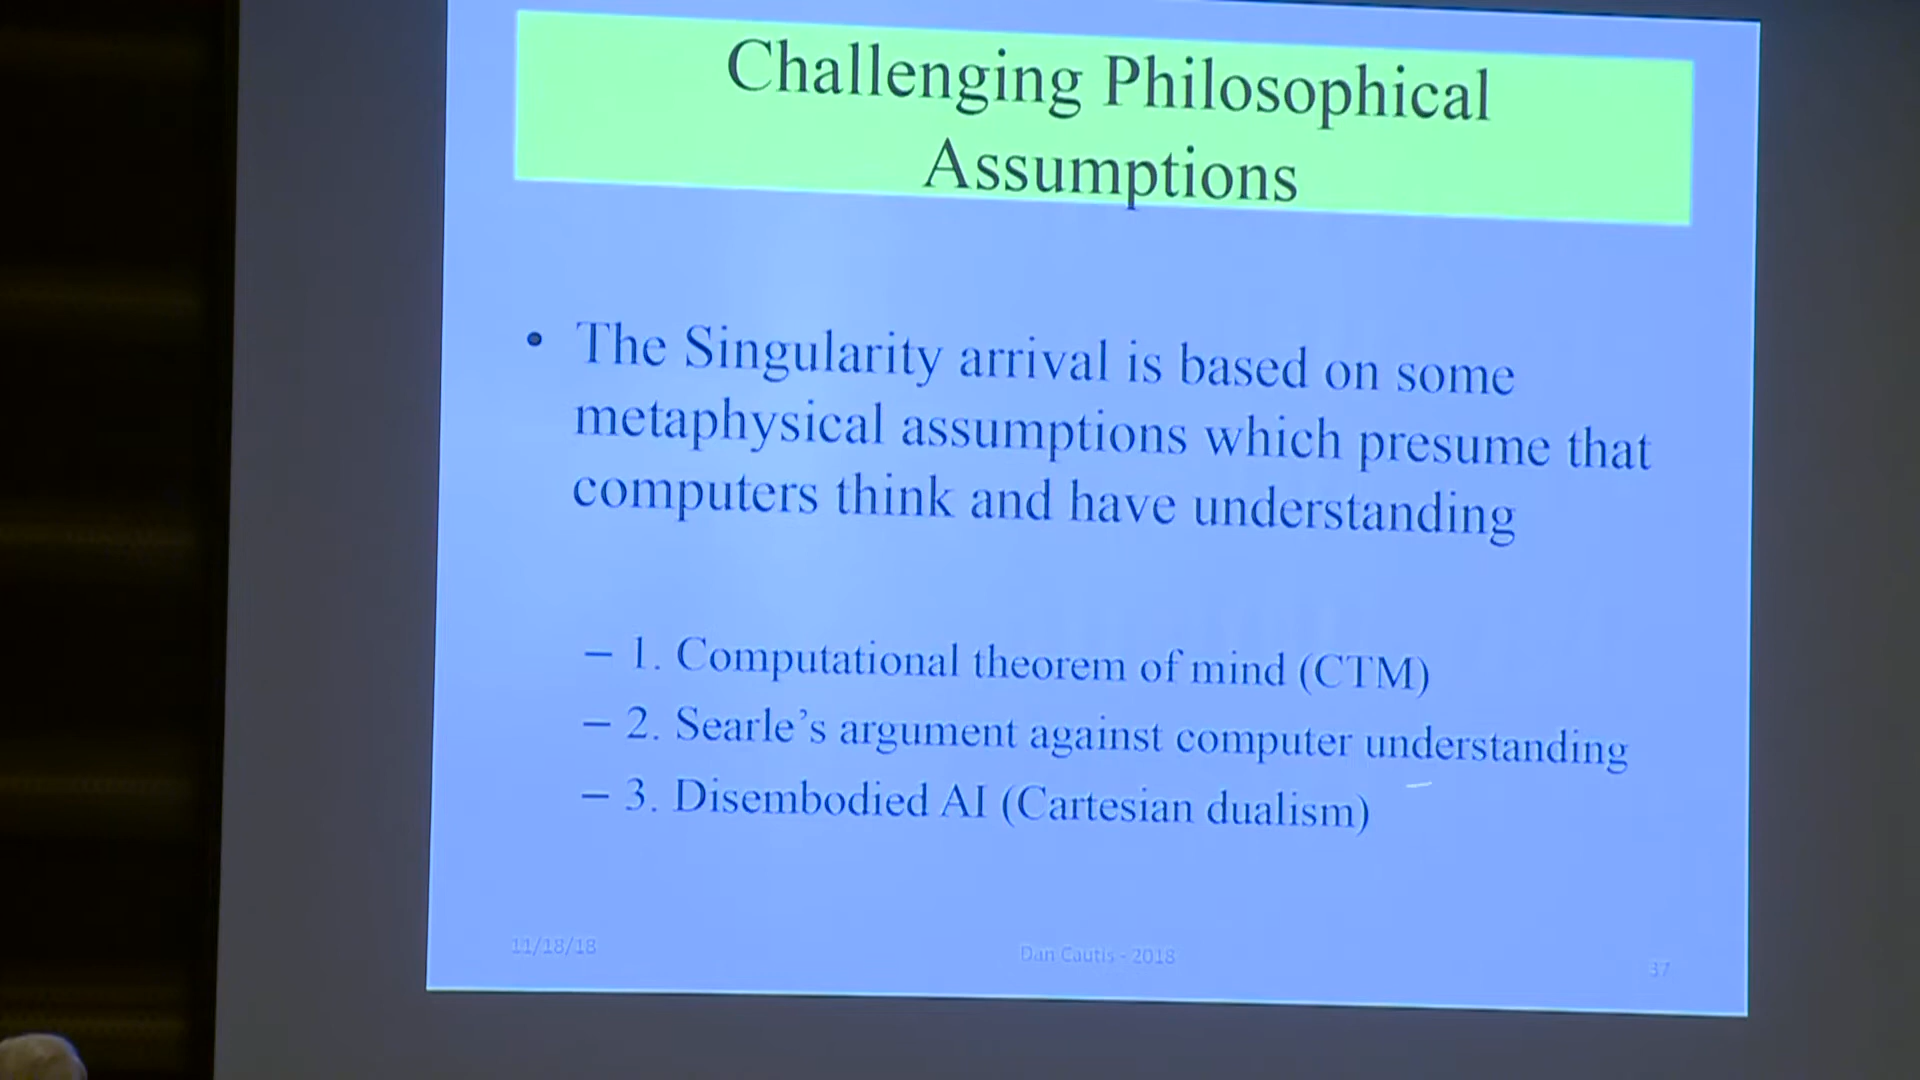 Challenging Philosophical
Assumptions
• The Singularity arrival is based on some
metaphysical assumptions which presume that
computers think and have understanding
– 1. Computational theorem of mind (CTM)
– 2. Searle’s argument against computer understanding
– 3. Disembodied AI (Cartesian dualism)
11/18/18
Dan Cautis - 2018
37